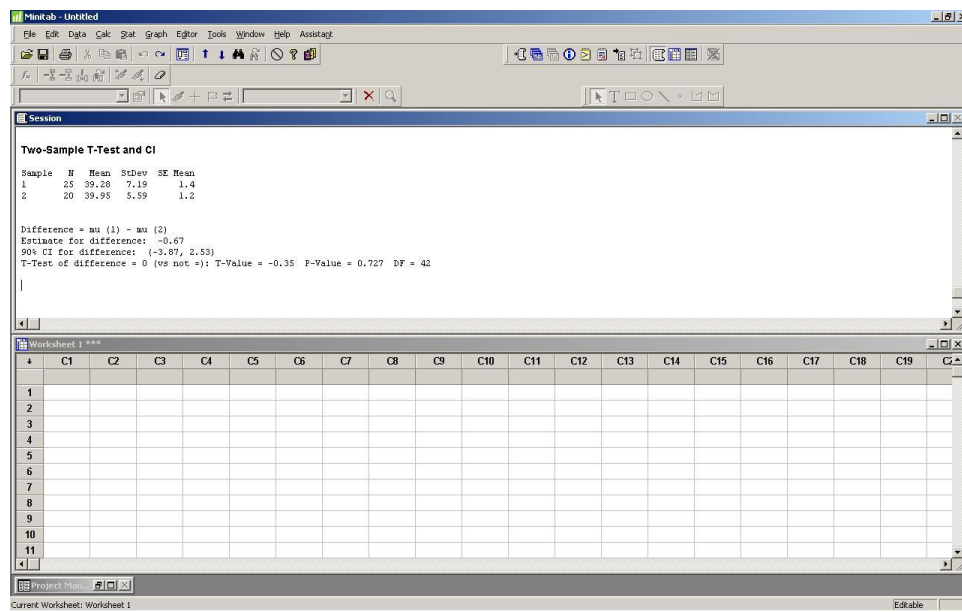 Minitab - Untitled
File Edit Data Calc Stat Graph Editor Tools Window Help Assistant
Session
Two-Sample T-Test and CI
Sample N Mean StDev SE Mean
1 25 39.28 7.19 1.4
2 20 39.95 5.59 1.2
Difference = mu (1) - mu (2)
Estimate for difference: -0.67
90% CI for difference: (-3.87, 2.53)
T-Test of difference = 0 (vs not =): T-Value = -0.35 P-Value = 0.727 DF = 42
Worksheet 1 ***
C1 C2 C3 C4 C5 C6 C7 C8 C9 C10 C11 C12 C13 C14 C15 C16 C17 C18 C19
1
2
3
4
5
6
7
8
9
10
11
Project Man...
Current Worksheet: Worksheet 1
Editable